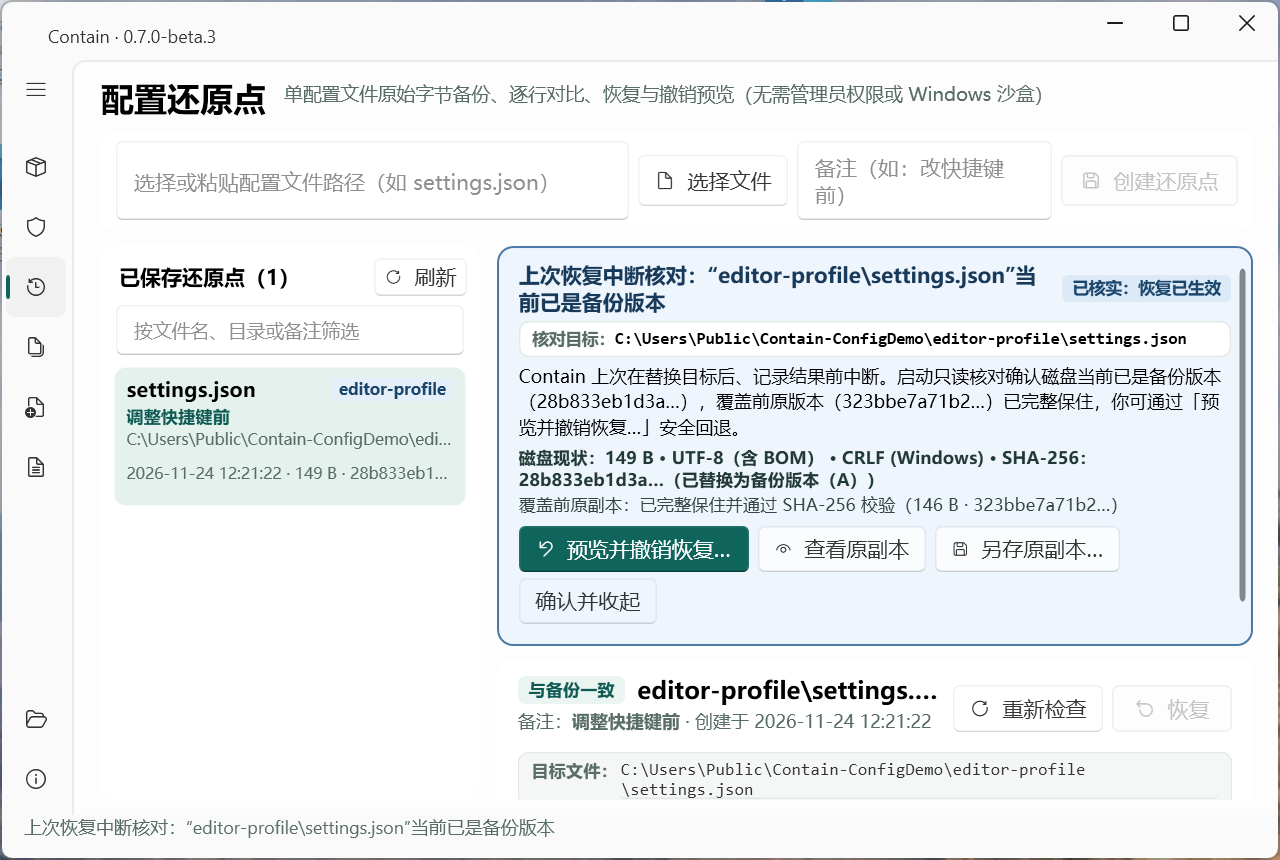 Contain · 0.7.0-beta.3
配置还原点 单配置文件原始字节备份、逐行对比、恢复与撤销预览（无需管理员权限或 Windows 沙盒）
选择或粘贴配置文件路径（如 settings.json）
选择文件
备注（如：改快捷键
前）
创建还原点
已保存还原点（1）
刷新
按文件名、目录或备注筛选
settings.json
editor-profile
调整快捷键前
C:\Users\Public\Contain-ConfigDemo\edi...
2026-11-24 12:21:22 · 149 B · 28b833eb1...
上次恢复中断核对：“editor-profile\settings.json”当
前已是备份版本
已核实：恢复已生效
核对目标：C:\Users\Public\Contain-ConfigDemo\editor-profile\settings.json
Contain 上次在替换目标后、记录结果前中断。启动只读核对确认磁盘当前已是备份版本
（28b833eb1d3a…），覆盖前原版本（323bbe7a71b2…）已完整保住，你可通过「预
览并撤销恢复…」安全回退。
磁盘现状：149 B • UTF-8（含 BOM） • CRLF (Windows) • SHA-256：
28b833eb1d3a…（已替换为备份版本（A））
覆盖前原副本：已完整保住并通过 SHA-256 校验（146 B · 323bbe7a71b2…）
预览并撤销恢复…
查看原副本
另存原副本…
确认并收起
与备份一致
editor-profile\settings....
备注：调整快捷键前 · 创建于 2026-11-24 12:21:22
重新检查
恢复
目标文件：C:\Users\Public\Contain-ConfigDemo\editor-profile
\settings.json
上次恢复中断核对：“editor-profile\settings.json”当前已是备份版本